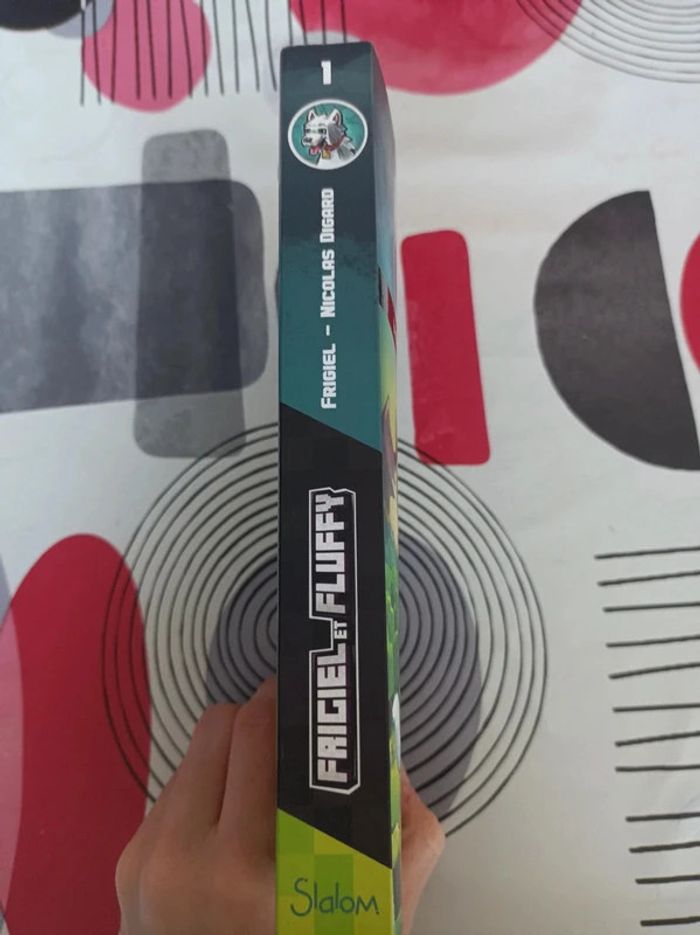 1
FRIGIEL – NICOLAS DIGARD
FRIGIEL ET FLUFFY
Slalom